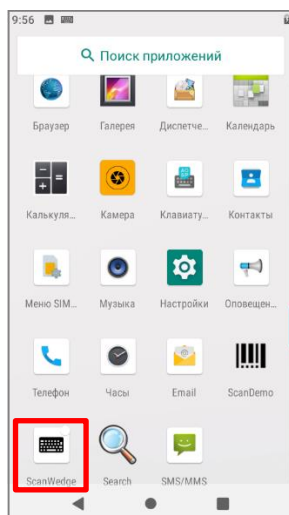 9:56
Поиск приложений
Браузер Галерея Диспетче... Календарь
Калькуля... Камера Клавиату... Контакты
Меню SIM... Музыка Настройки Оповещен...
Телефон Часы Email ScanDemo
ScanWedge Search SMS/MMS